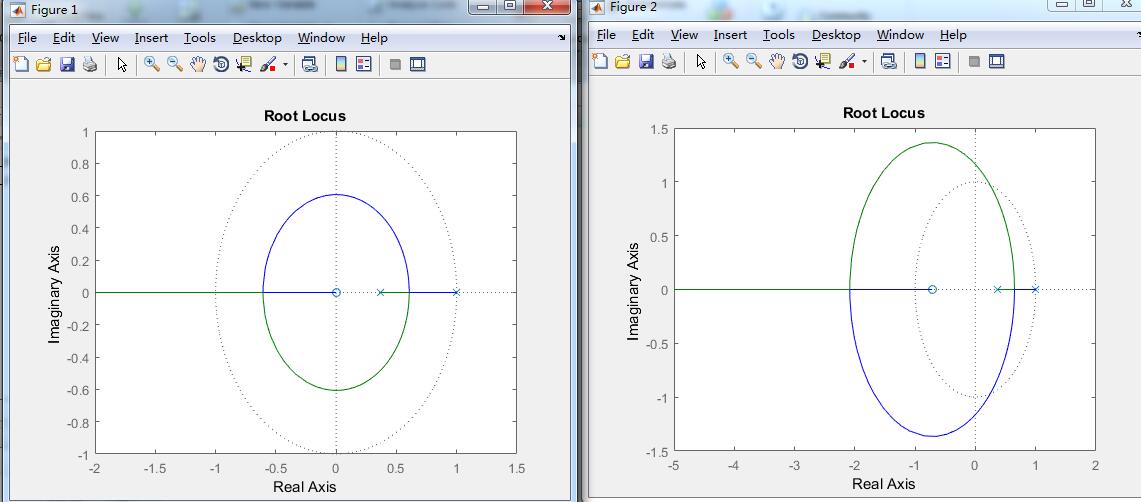 Figure 1
File Edit View Insert Tools Desktop Window Help
Root Locus
1
0.8
0.6
0.4
0.2
0
-0.2
-0.4
-0.6
-0.8
-1
Imaginary Axis
-2 -1.5 -1 -0.5 0 0.5 1 1.5
Real Axis
Figure 2
File Edit View Insert Tools Desktop Window Help
Root Locus
1.5
1
0.5
0
-0.5
-1
-1.5
Imaginary Axis
-5 -4 -3 -2 -1 0 1 2
Real Axis